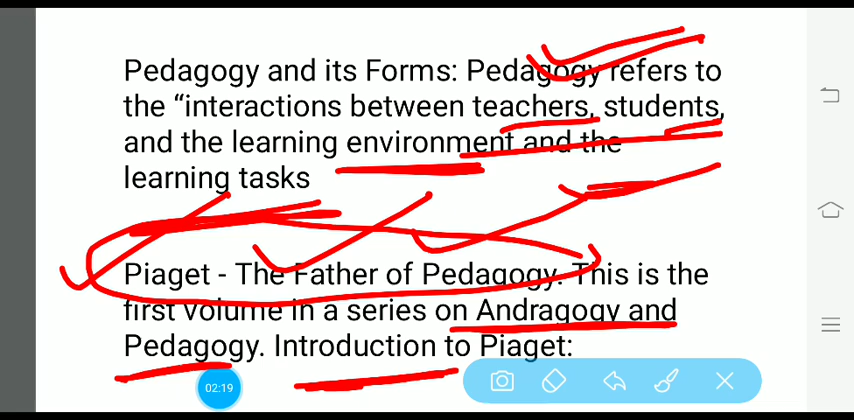 Pedagogy and its Forms: Pedagogy refers to
the “interactions between teachers, students,
and the learning environment and the
learning tasks
Piaget - The Father of Pedagogy. This is the
first volume in a series on Andragogy and
Pedagogy. Introduction to Piaget:
02:19